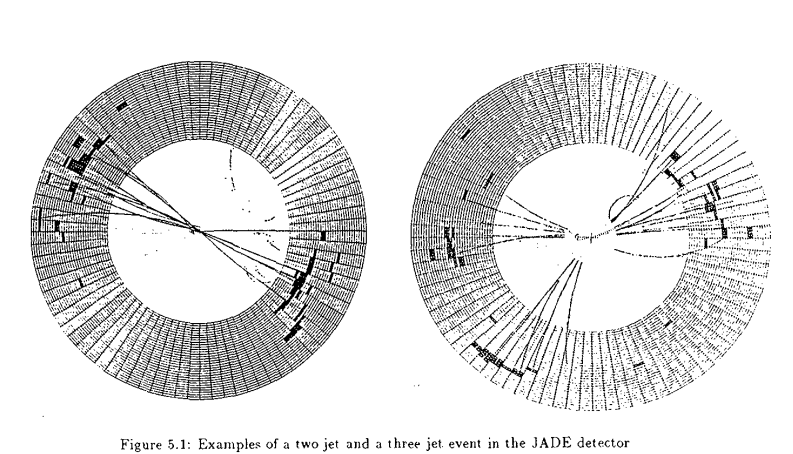 Figure 5.1: Examples of a two jet and a three jet event in the JADE detector